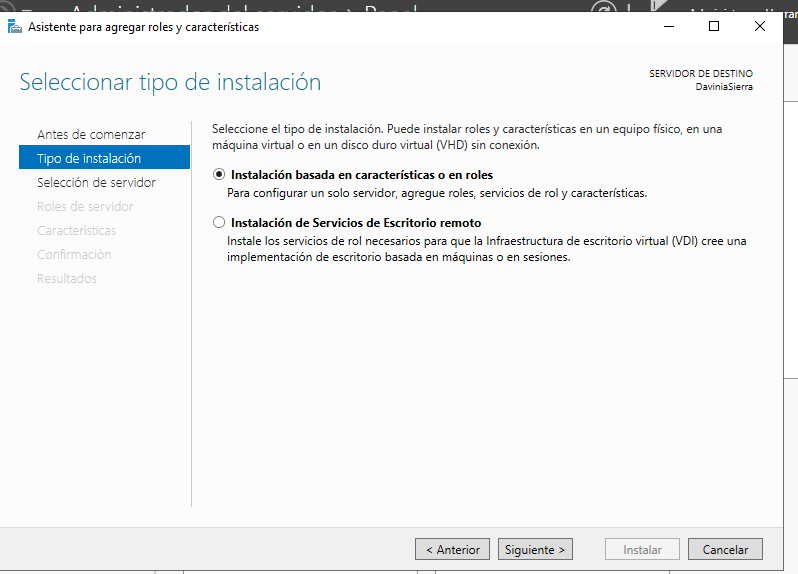 Asistente para agregar roles y características
Seleccionar tipo de instalación
SERVIDOR DE DESTINO
DaviniaSierra
Antes de comenzar
Tipo de instalación
Selección de servidor
Roles de servidor
Características
Confirmación
Resultados
Seleccione el tipo de instalación. Puede instalar roles y características en un equipo físico, en una
máquina virtual o en un disco duro virtual (VHD) sin conexión.
Instalación basada en características o en roles
Para configurar un solo servidor, agregue roles, servicios de rol y características.
Instalación de Servicios de Escritorio remoto
Instale los servicios de rol necesarios para que la Infraestructura de escritorio virtual (VDI) cree una
implementación de escritorio basada en máquinas o en sesiones.
< Anterior
Siguiente >
Instalar
Cancelar